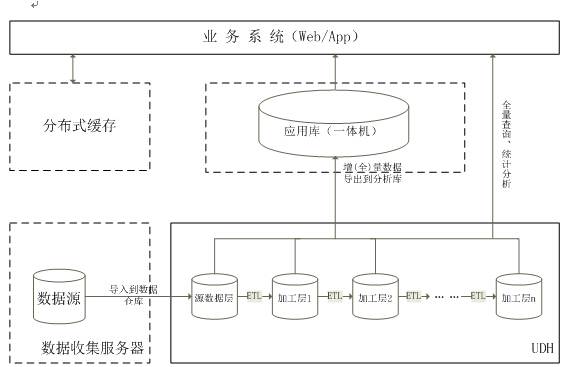 业 务 系 统（Web/App）
分布式缓存
应用库（一体机）
全量查询、统计分析
增(全)量数据
导出到分析库
数据源
导入到数据
仓库
源数据层
ETL
加工层1
ETL
加工层2
ETL
... ...
ETL
加工层n
数据收集服务器
UDH